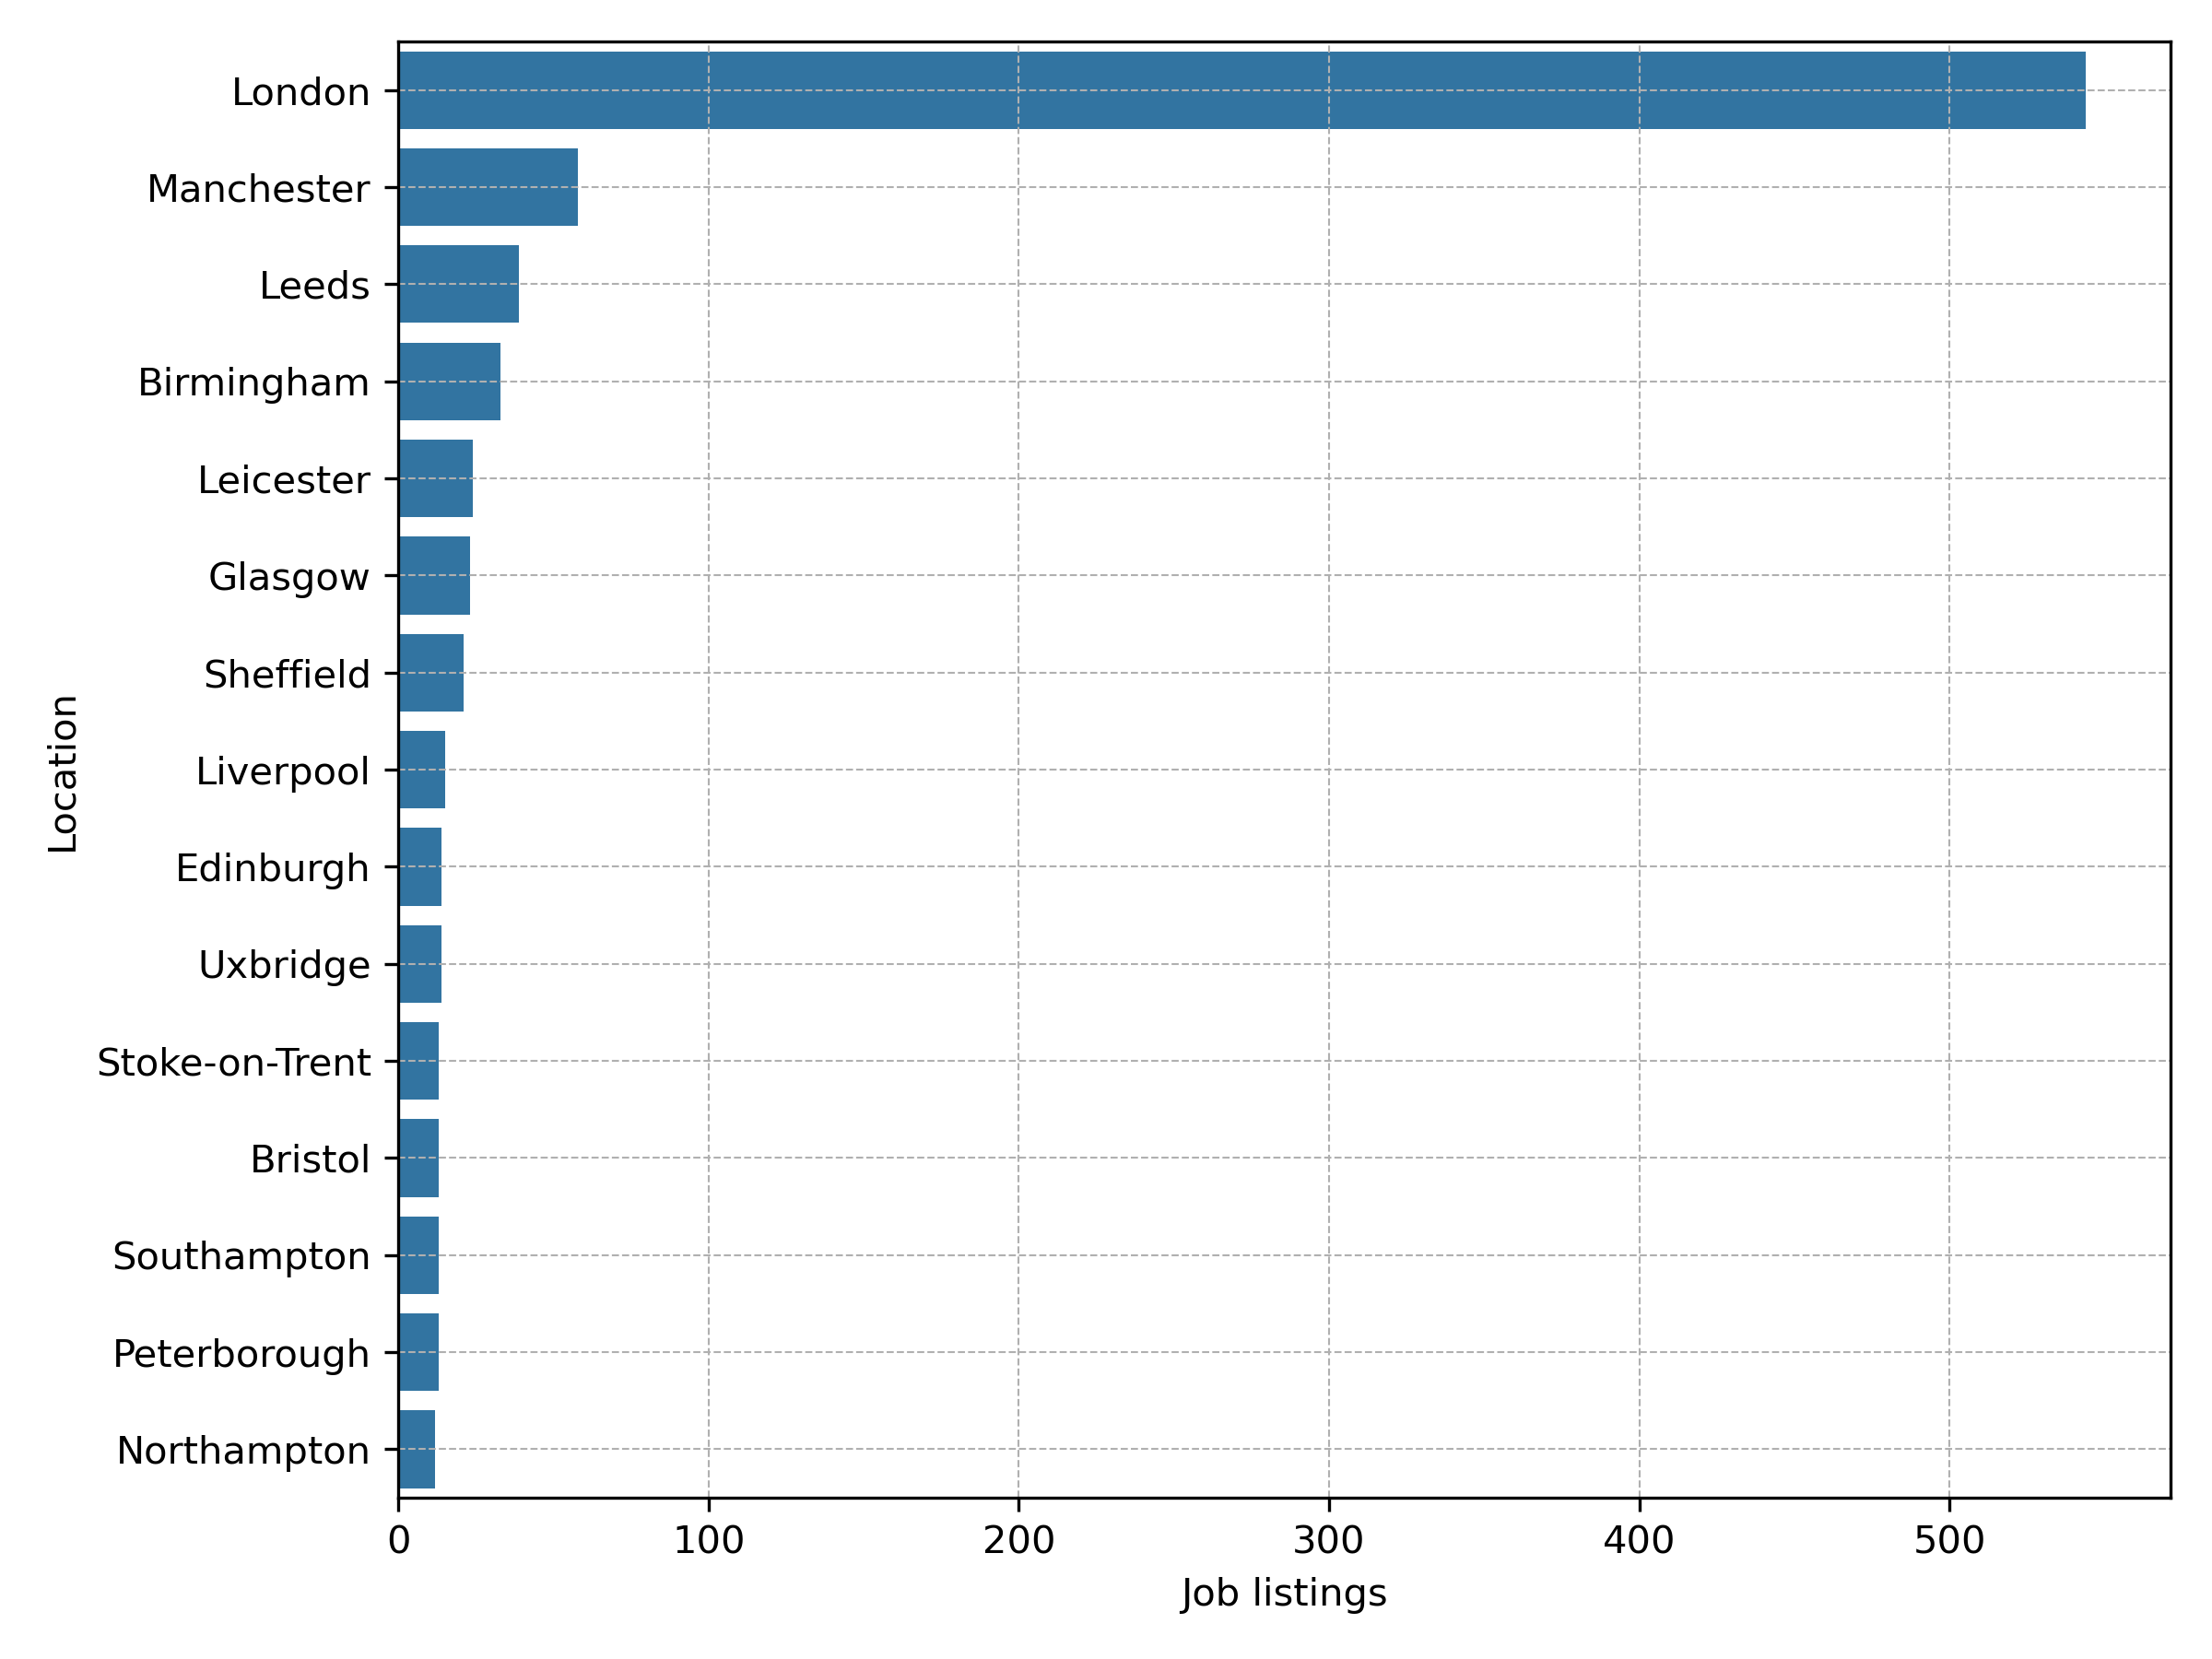 London
Manchester
Leeds
Birmingham
Leicester
Glasgow
Sheffield
Liverpool
Edinburgh
Uxbridge
Stoke-on-Trent
Bristol
Southampton
Peterborough
Northampton
Location
0 100 200 300 400 500
Job listings